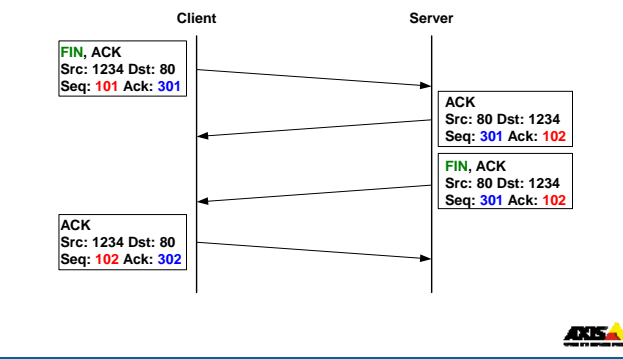 Client
Server
FIN, ACK
Src: 1234 Dst: 80
Seq: 101 Ack: 301
ACK
Src: 80 Dst: 1234
Seq: 301 Ack: 102
FIN, ACK
Src: 80 Dst: 1234
Seq: 301 Ack: 102
ACK
Src: 1234 Dst: 80
Seq: 102 Ack: 302
AXIS